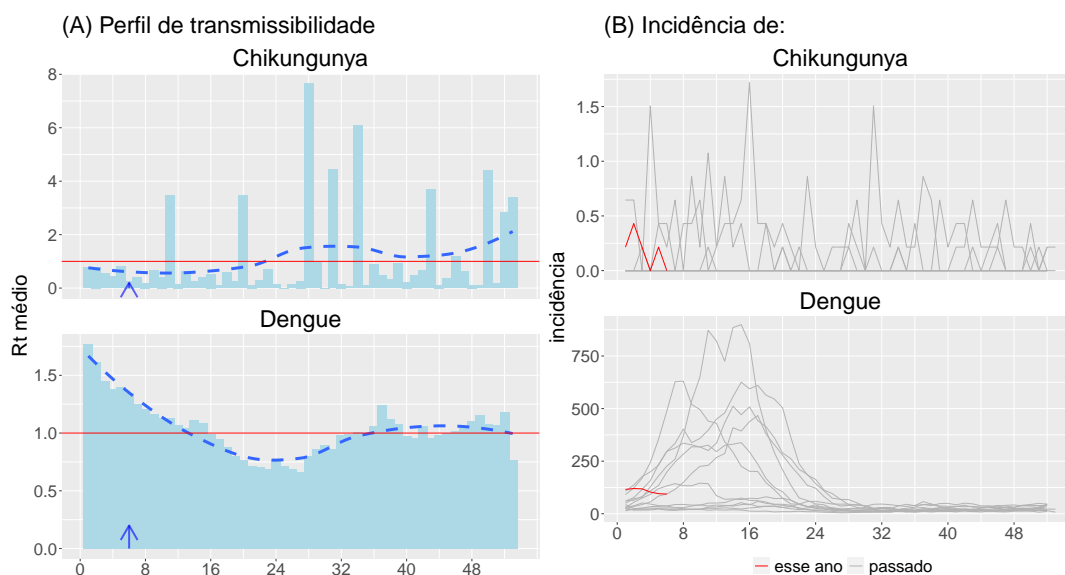 (A) Perfil de transmissibilidade
Chikungunya
8
6
4
2
0
Dengue
1.5
1.0
0.5
0.0
0 8 16 24 32 40 48
Rt médio
(B) Incidência de:
Chikungunya
1.5
1.0
0.5
0.0
Dengue
750
500
250
0
0 8 16 24 32 40 48
incidência
esse ano passado